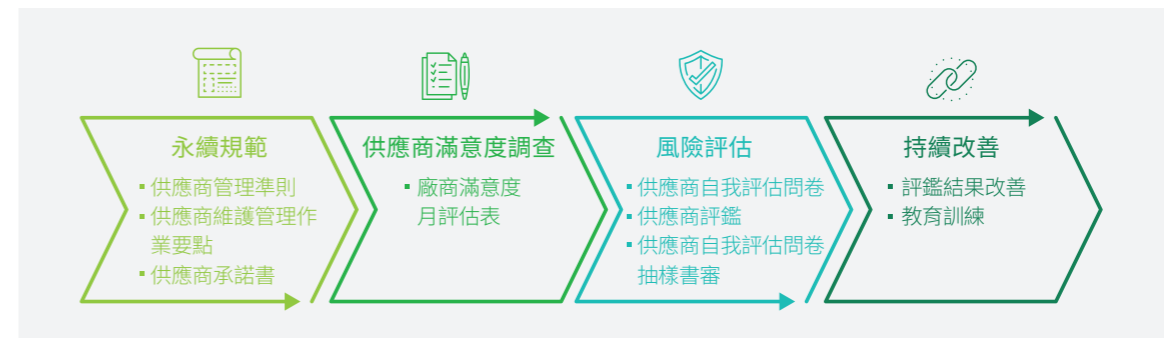 永續規範
▪ 供應商管理準則
▪ 供應商維護管理作
業要點
▪ 供應商承諾書
供應商滿意度調查
▪ 廠商滿意度
月評估表
風險評估
▪ 供應商自我評估問卷
▪ 供應商評鑑
▪ 供應商自我評估問卷
抽樣書審
持續改善
▪ 評鑑結果改善
▪ 教育訓練